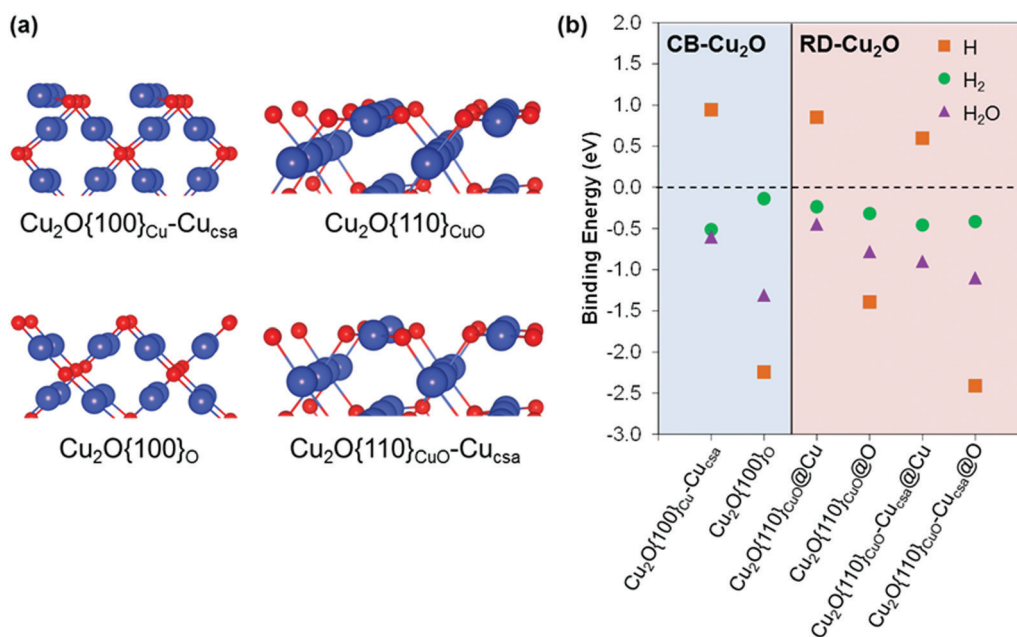 (a)
Cu₂O{100}Cu-Cucsa
Cu₂O{110}CuO
Cu₂O{100}O
Cu₂O{110}CuO-Cucsa
(b)
CB-Cu₂O
RD-Cu₂O
H
H₂
H₂O
Binding Energy (eV)
2.0
1.5
1.0
0.5
0.0
-0.5
-1.0
-1.5
-2.0
-2.5
-3.0
Cu₂O{100}Cu-Cucsa
Cu₂O{100}O
Cu₂O{110}CuO@Cu
Cu₂O{110}CuO@O
Cu₂O{110}CuO-Cucsa@Cu
Cu₂O{110}CuO-Cucsa@O